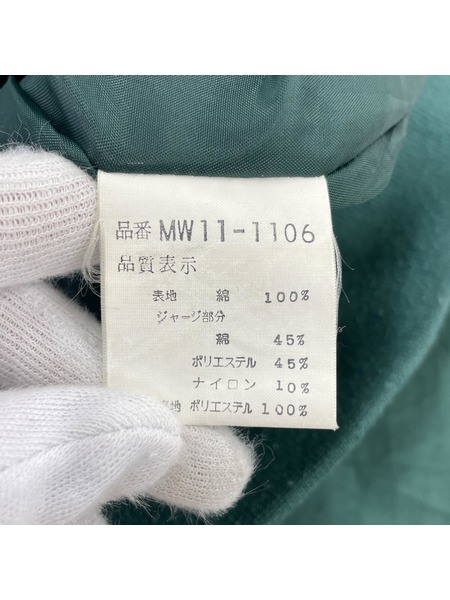 品番 MW11-1106
品質表示
表地 綿 100%
ジャージ部分
綿 45%
ポリエステル 45%
ナイロン 10%
地 ポリエステル 100%